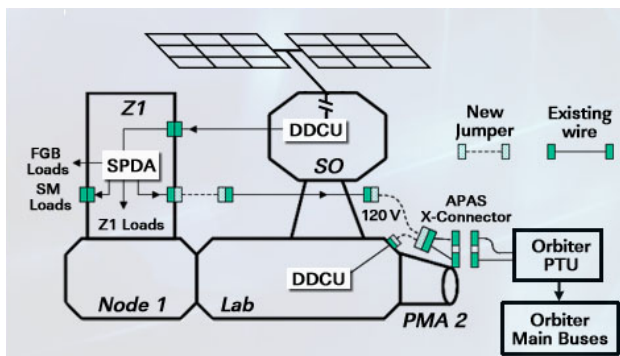 Z1
DDCU
SO
New
Jumper
Existing
wire
FGB
Loads
SPDA
SM
Loads
Z1 Loads
120 V
APAS
X-Connector
Orbiter
PTU
DDCU
Node 1
Lab
PMA 2
Orbiter
Main Buses